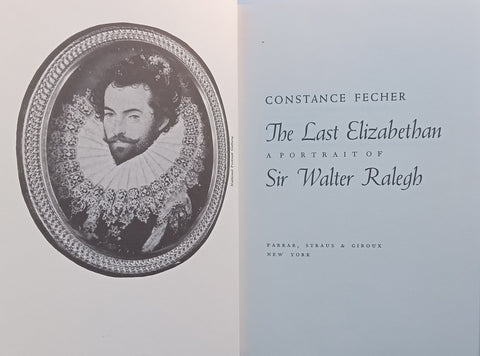 CONSTANCE FECHER
The Last Elizabethan
A PORTRAIT OF
Sir Walter Ralegh
FARRAR, STRAUS & GIROUX
NEW YORK